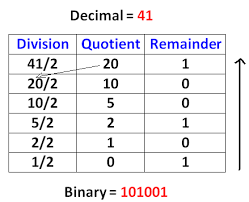 Decimal = 41
Division Quotient Remainder
41/2 20 1
20/2 10 0
10/2 5 0
5/2 2 1
2/2 1 0
1/2 0 1
Binary = 101001